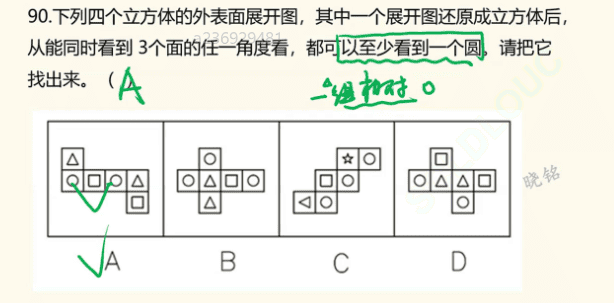 90.下列四个立方体的外表面展开图，其中一个展开图还原成立方体后，
从能同时看到 3个面的任一角度看，都可以至少看到一个圆。请把它
找出来。（ A ）
一组相对○
晓铭
A B C D